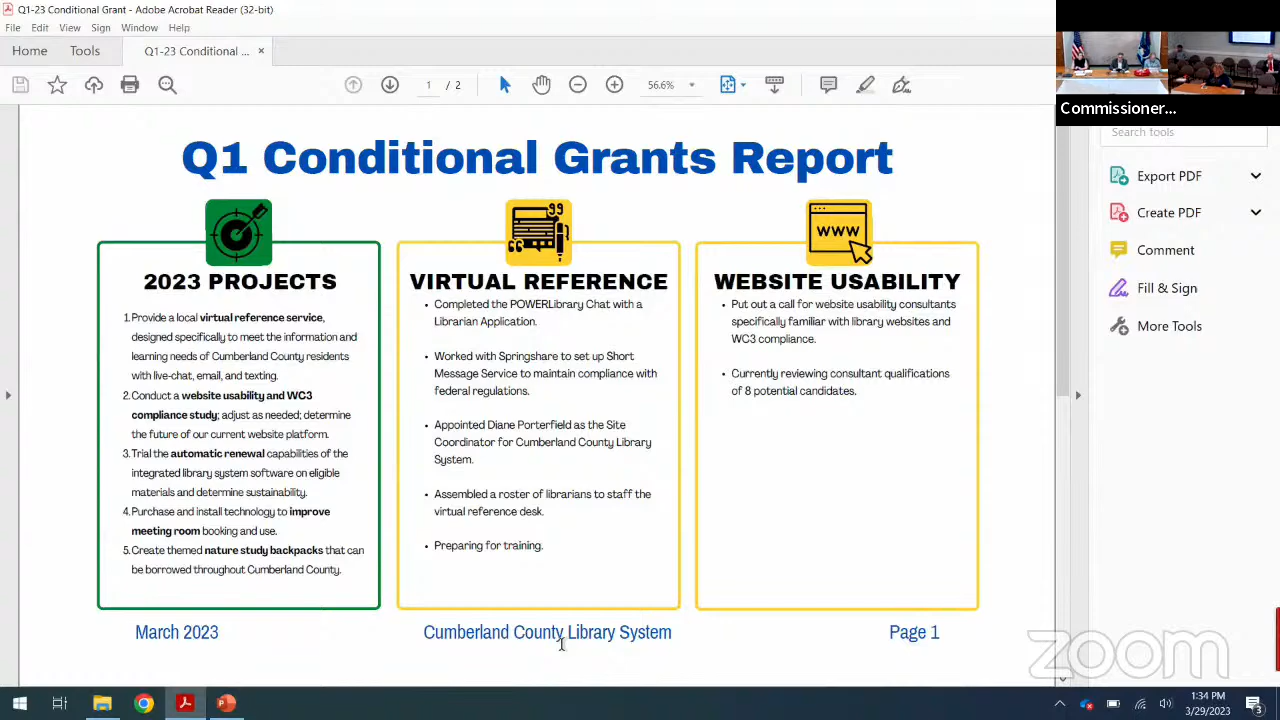 Q1-23 Conditional Grant - Adobe Acrobat Reader (32-bit)
File Edit View Sign Window Help
Home Tools Q1-23 Conditional ... ×
1 / 2 56.6%
Commissioner...
Search tools
Export PDF
Create PDF
Comment
Fill & Sign
More Tools
Q1 Conditional Grants Report
2023 PROJECTS
1. Provide a local virtual reference service,
designed specifically to meet the information and
learning needs of Cumberland County residents
with live-chat, email, and texting.
2. Conduct a website usability and WC3
compliance study; adjust as needed; determine
the future of our current website platform.
3. Trial the automatic renewal capabilities of the
integrated library system software on eligible
materials and determine sustainability.
4. Purchase and install technology to improve
meeting room booking and use.
5. Create themed nature study backpacks that can
be borrowed throughout Cumberland County.
VIRTUAL REFERENCE
• Completed the POWERLibrary Chat with a
Librarian Application.
• Worked with Springshare to set up Short
Message Service to maintain compliance with
federal regulations.
• Appointed Diane Porterfield as the Site
Coordinator for Cumberland County Library
System.
• Assembled a roster of librarians to staff the
virtual reference desk.
• Preparing for training.
WWW
WEBSITE USABILITY
• Put out a call for website usability consultants
specifically familiar with library websites and
WC3 compliance.
• Currently reviewing consultant qualifications
of 8 potential candidates.
March 2023
Cumberland County Library System
Page 1
zoom
1:34 PM
3/29/2023
3